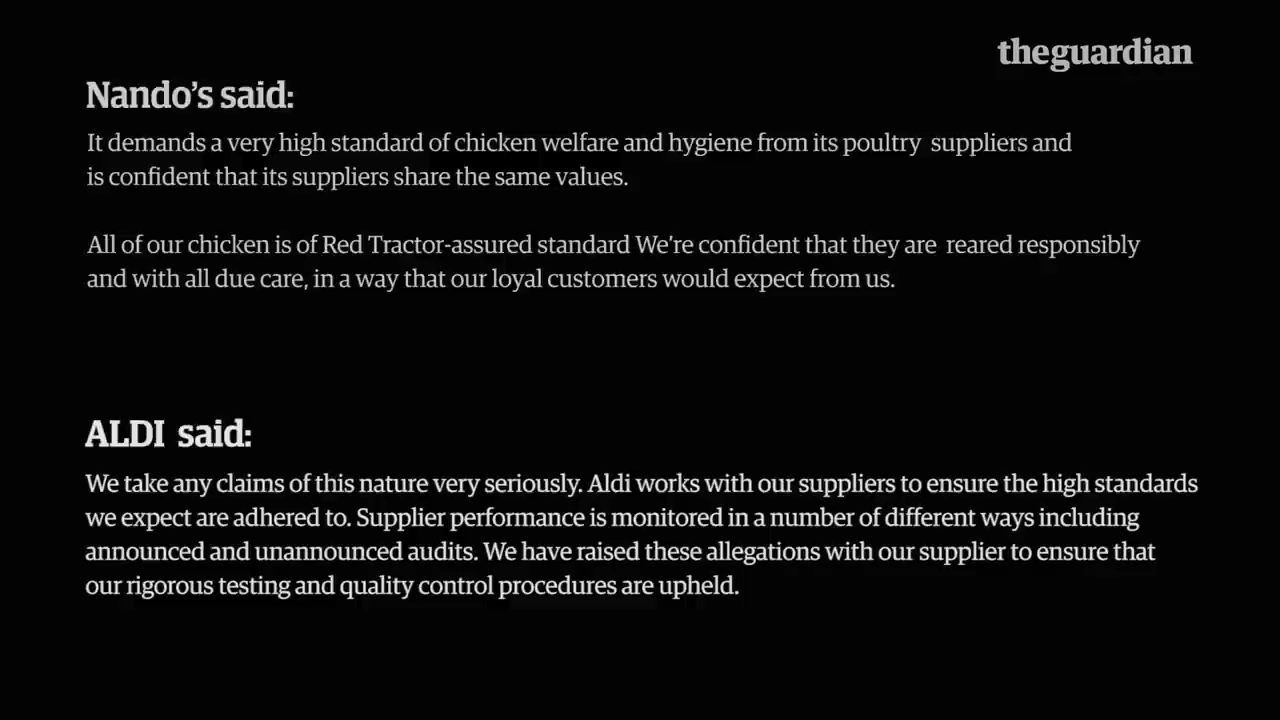 theguardian
Nando's said:
It demands a very high standard of chicken welfare and hygiene from its poultry suppliers and
is confident that its suppliers share the same values.
All of our chicken is of Red Tractor-assured standard We're confident that they are reared responsibly
and with all due care, in a way that our loyal customers would expect from us.
ALDI said:
We take any claims of this nature very seriously. Aldi works with our suppliers to ensure the high standards
we expect are adhered to. Supplier performance is monitored in a number of different ways including
announced and unannounced audits. We have raised these allegations with our supplier to ensure that
our rigorous testing and quality control procedures are upheld.